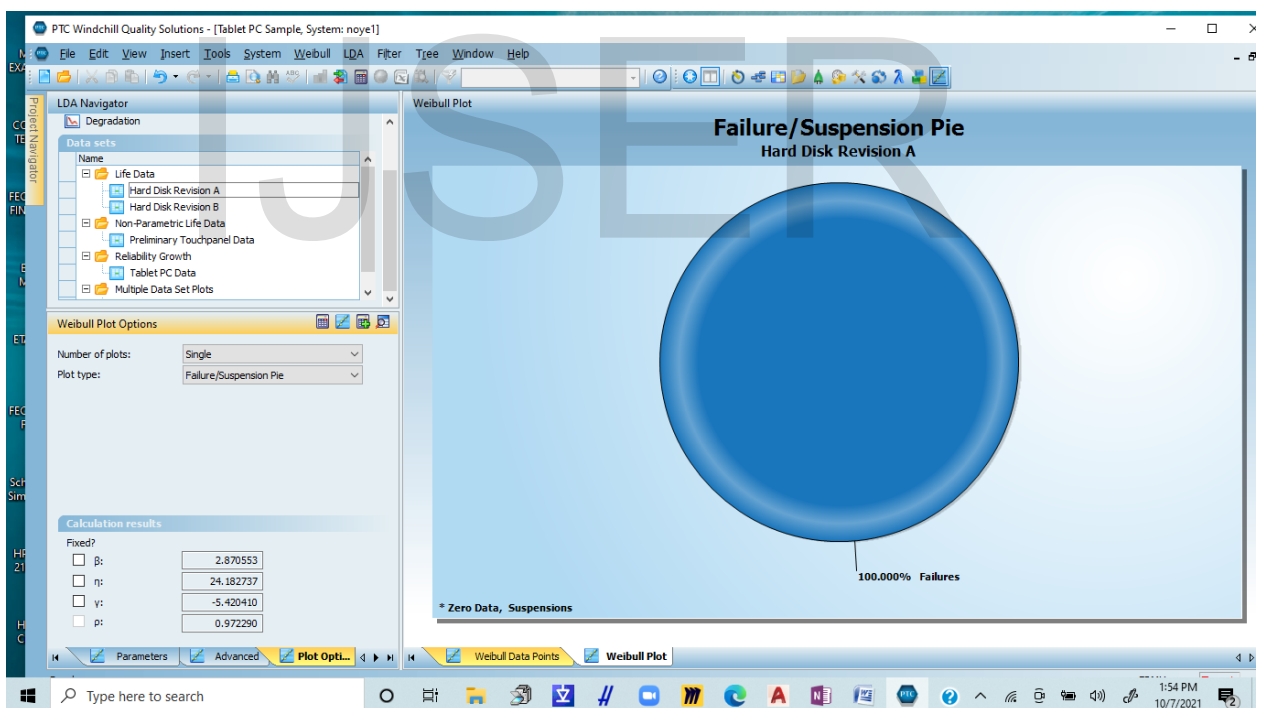 PTC Windchill Quality Solutions - [Tablet PC Sample, System: noye1]
File Edit View Insert Tools System Weibull LDA Filter Tree Window Help
IJSER
Project Navigator
LDA Navigator
Degradation
Data sets
Name
Life Data
Hard Disk Revision A
Hard Disk Revision B
Non-Parametric Life Data
Preliminary Touchpanel Data
Reliability Growth
Tablet PC Data
Multiple Data Set Plots
Weibull Plot Options
Number of plots: Single
Plot type: Failure/Suspension Pie
Calculation results
Fixed?
β: 2.870553
η: 24.182737
γ: -5.420410
ρ: 0.972290
Parameters Advanced Plot Opti...
Weibull Plot
Failure/Suspension Pie
Hard Disk Revision A
100.000% Failures
* Zero Data, Suspensions
Weibull Data Points Weibull Plot
Type here to search
1:54 PM
10/7/2021
2